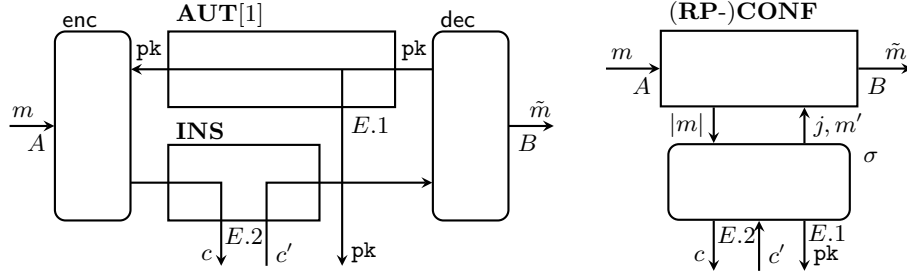 enc
AUT[1]
dec
pk
pk
m
A
E.1
INS
m̃
B
E.2
c
c′
pk
(RP-)CONF
m
A
m̃
B
|m|
j, m′
σ
E.2
E.1
c
c′
pk